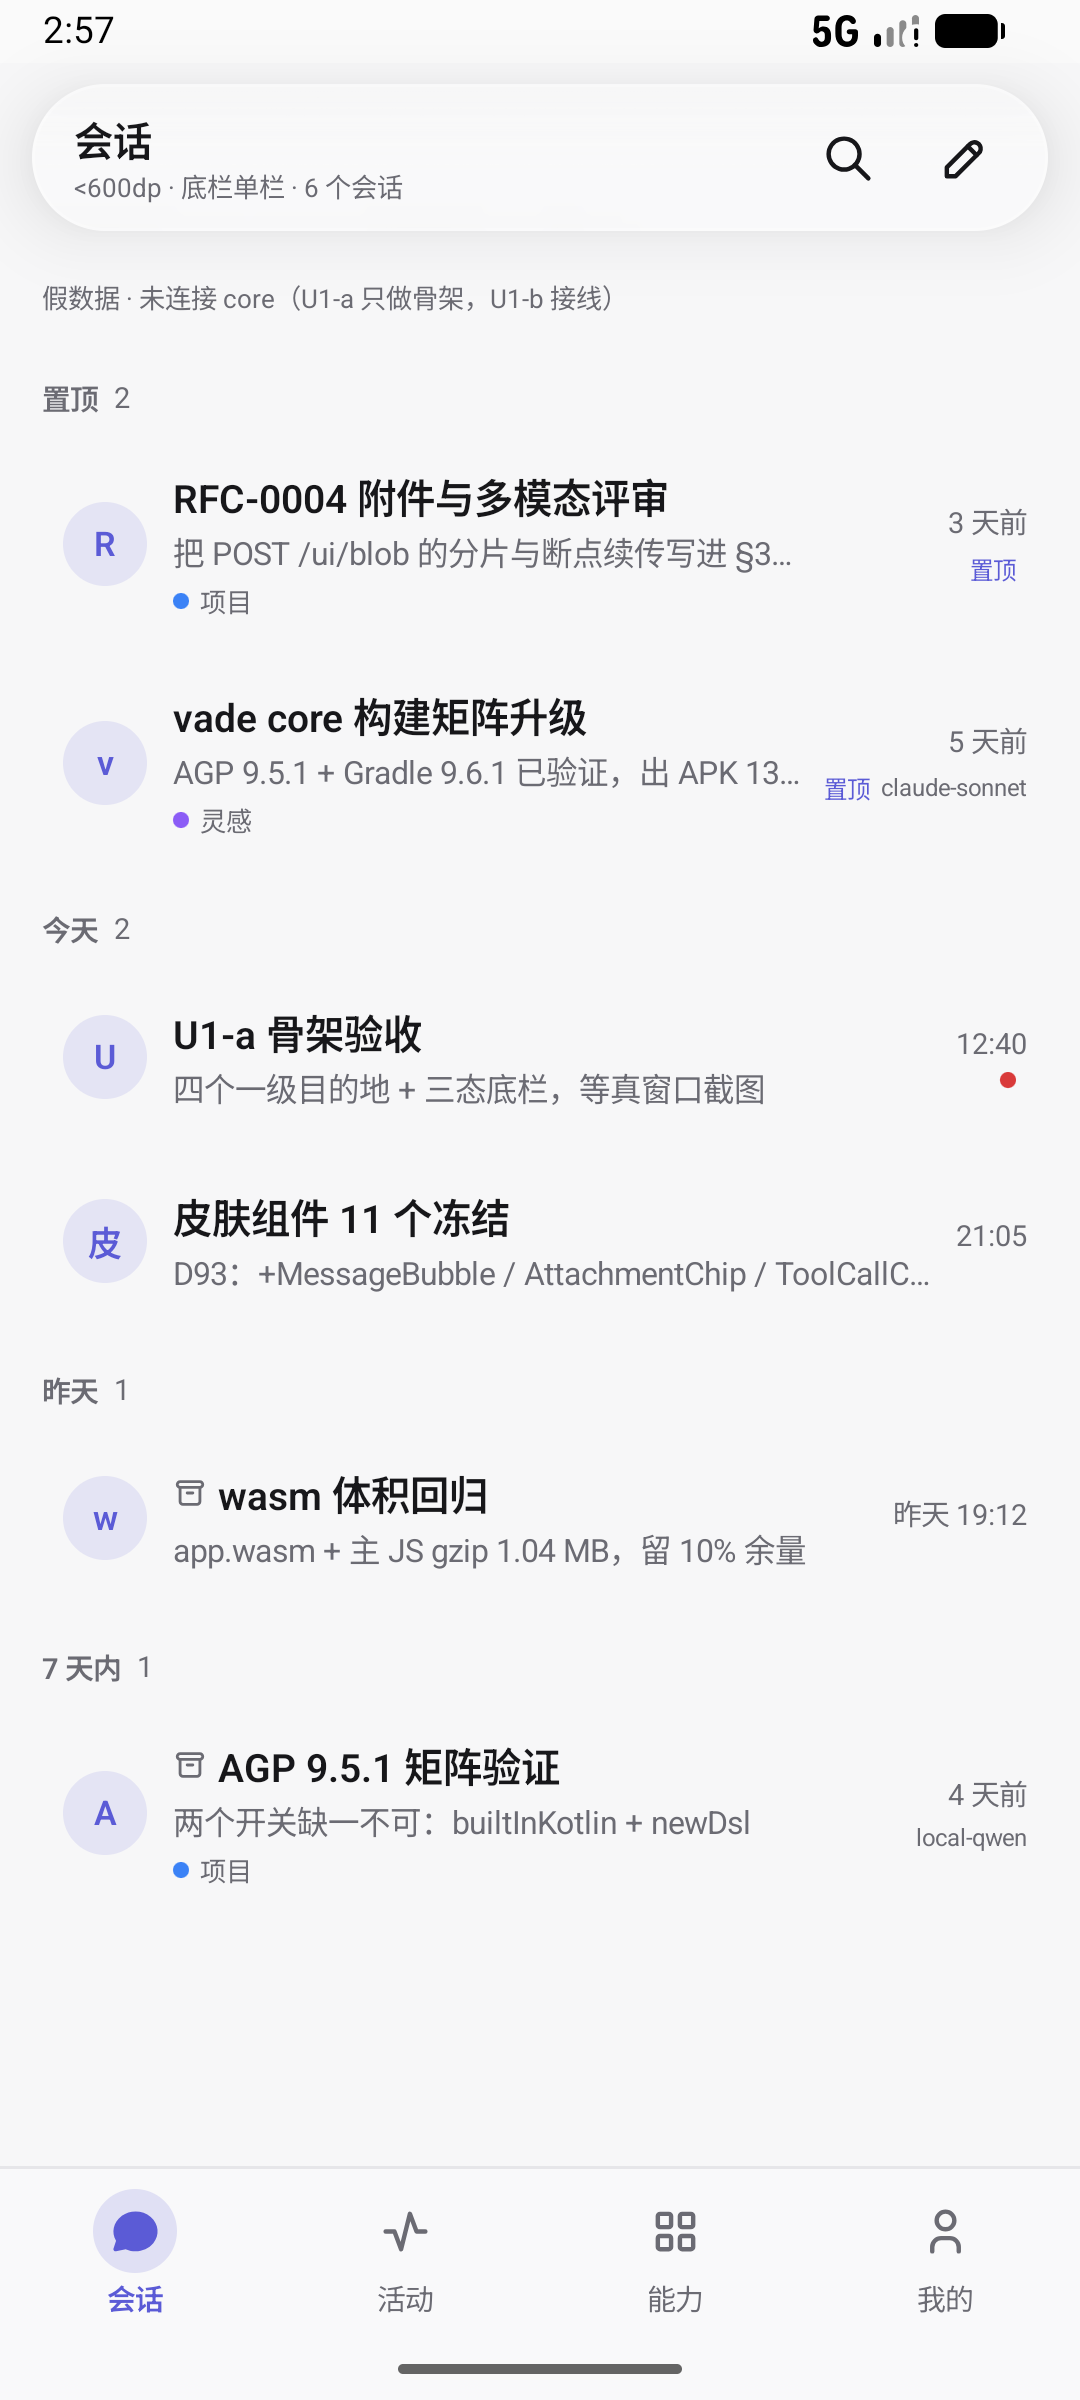 2:57
5G
会话
<600dp · 底栏单栏 · 6 个会话
假数据 · 未连接 core（U1-a 只做骨架，U1-b 接线）
置顶 2
R
RFC-0004 附件与多模态评审
3 天前
把 POST /ui/blob 的分片与断点续传写进 §3...
置顶
项目
v
vade core 构建矩阵升级
5 天前
AGP 9.5.1 + Gradle 9.6.1 已验证，出 APK 13...
置顶 claude-sonnet
灵感
今天 2
U
U1-a 骨架验收
12:40
四个一级目的地 + 三态底栏，等真窗口截图
皮
皮肤组件 11 个冻结
21:05
D93：+MessageBubble / AttachmentChip / ToolCallC...
昨天 1
w
wasm 体积回归
昨天 19:12
app.wasm + 主 JS gzip 1.04 MB，留 10% 余量
7 天内 1
A
AGP 9.5.1 矩阵验证
4 天前
两个开关缺一不可：builtInKotlin + newDsl
local-qwen
项目
会话
活动
能力
我的